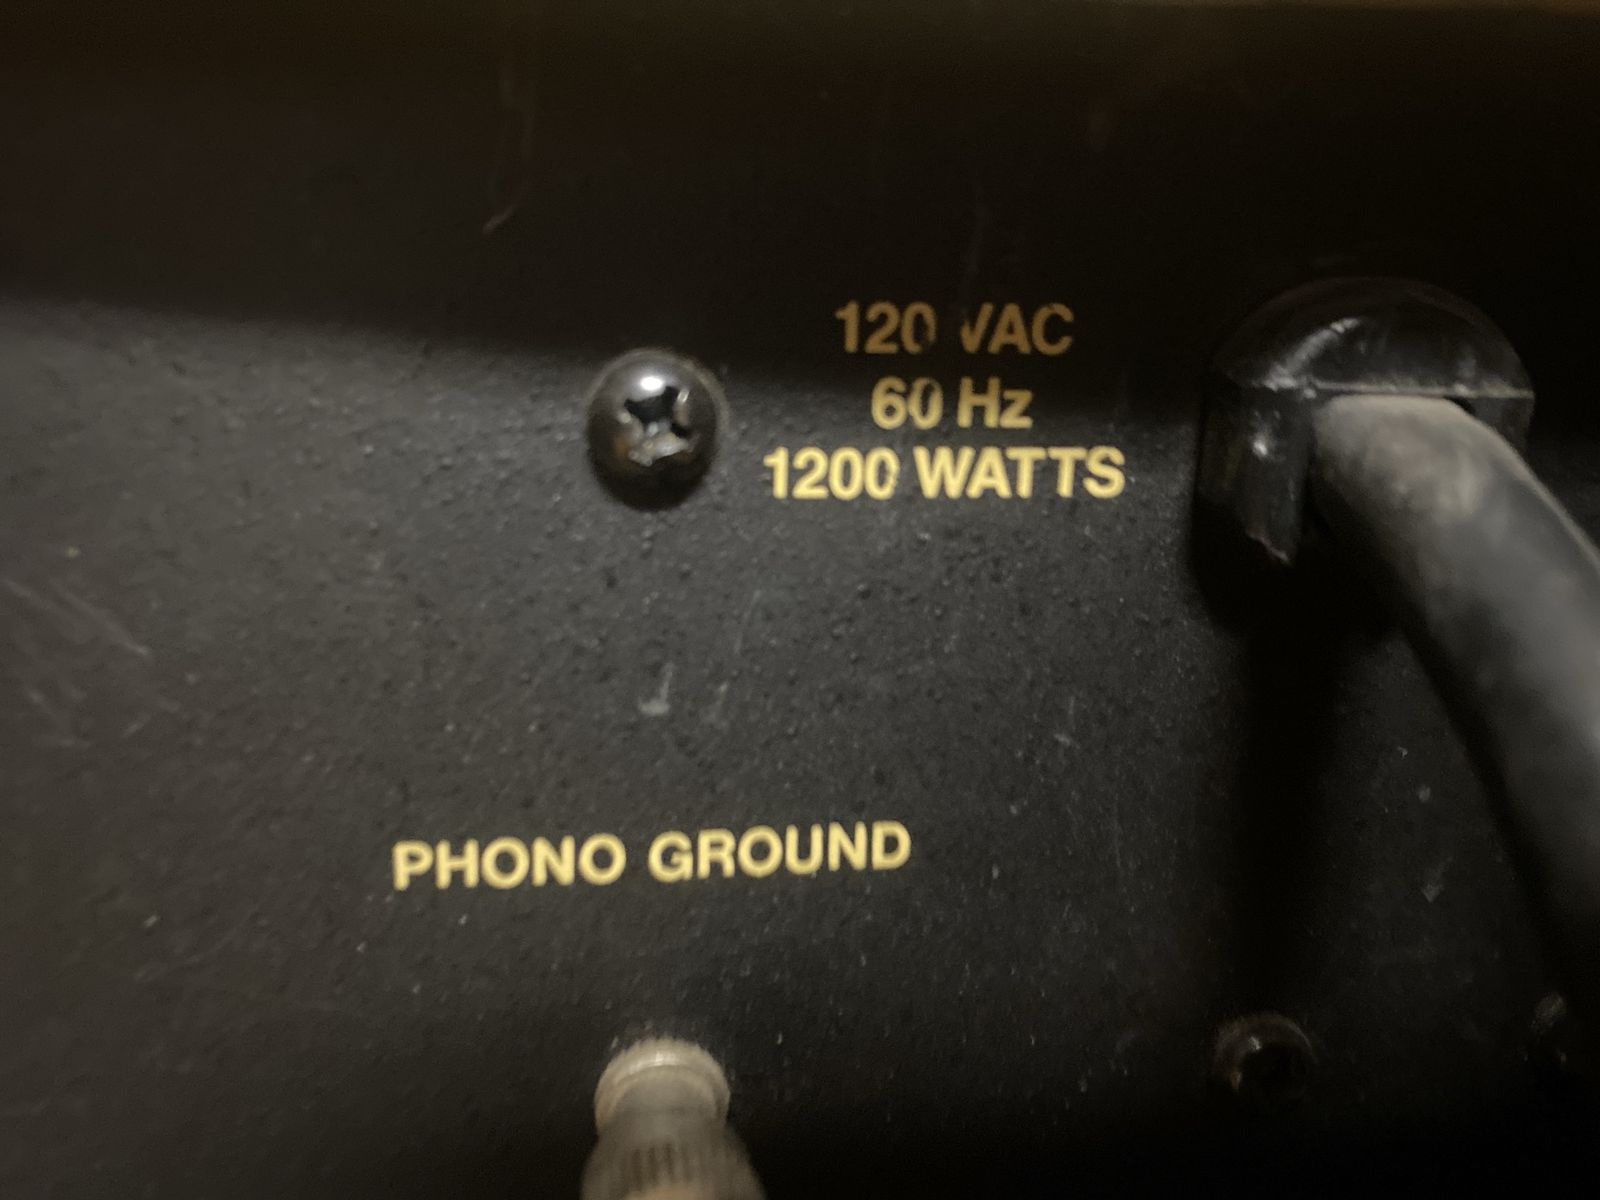 120 VAC
60 Hz
1200 WATTS
PHONO GROUND